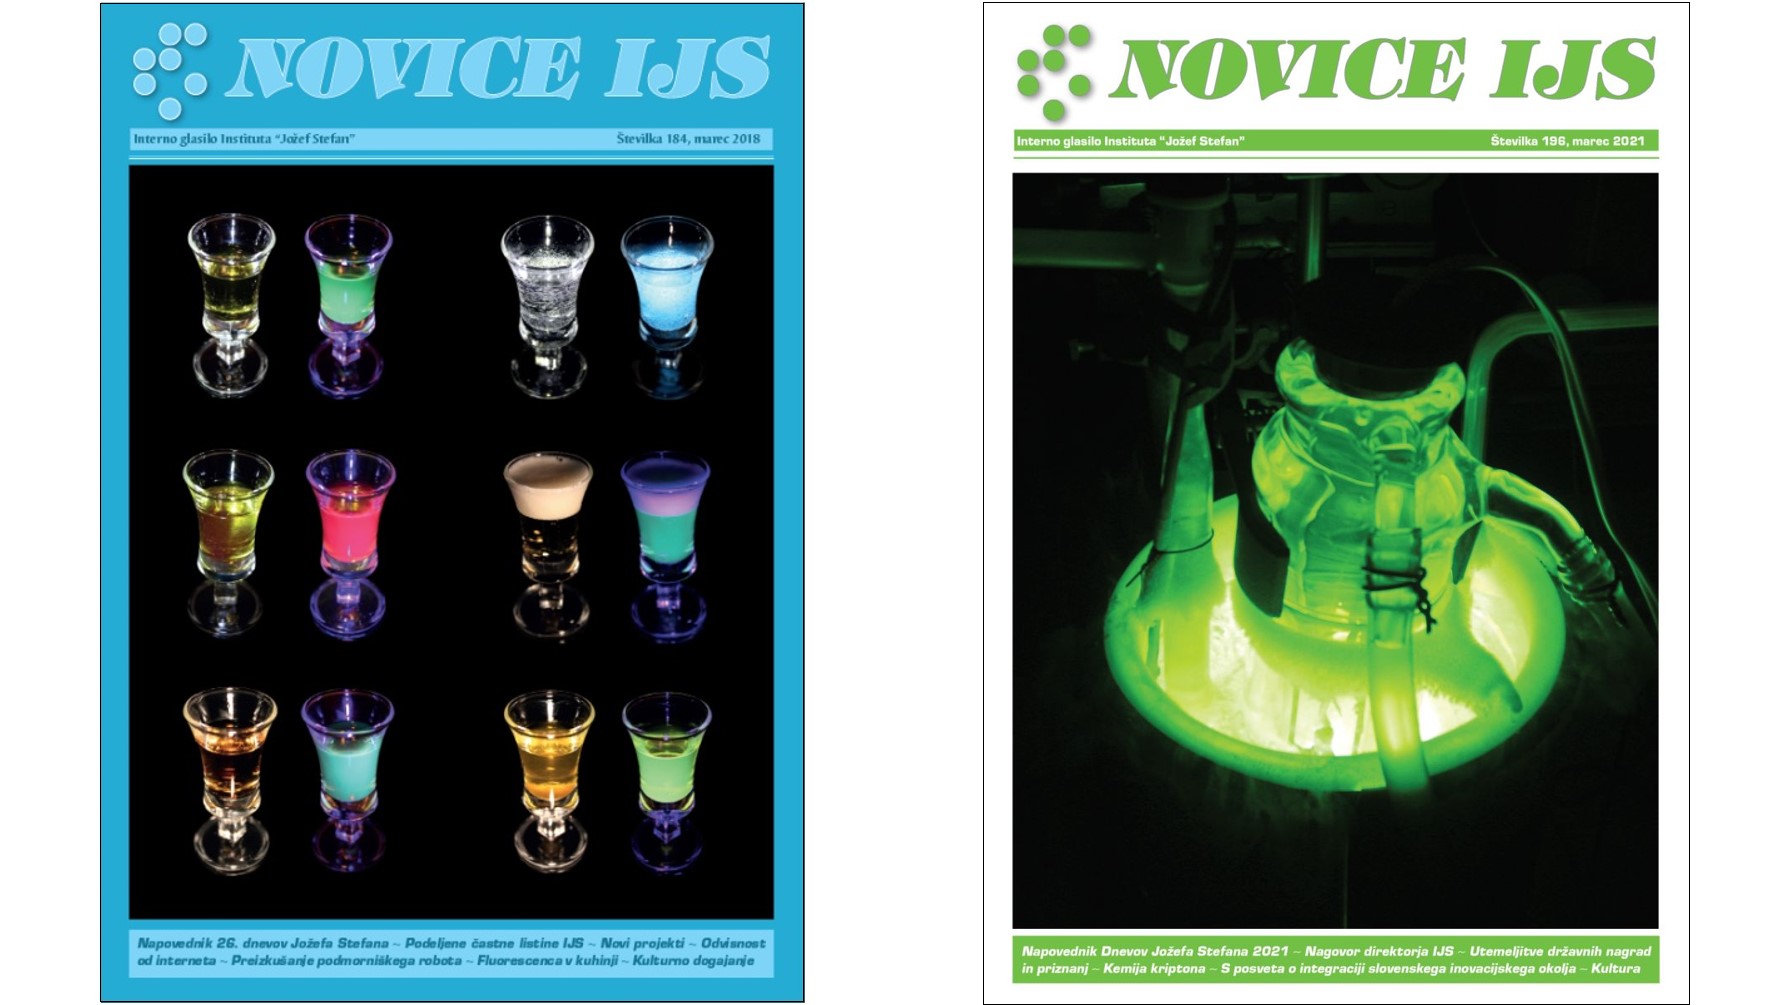 NOVICE IJS
Interno glasilo Instituta "Jožef Stefan" Številka 184, marec 2018
Napovednik 26. dnevov Jožefa Stefana ~ Podeljene častne listine IJS ~ Novi projekti ~ Odvisnost
od interneta ~ Preizkušanje podmorniškega robota ~ Fluorescenca v kuhinji ~ Kulturno dogajanje
NOVICE IJS
Interno glasilo Instituta "Jožef Stefan" Številka 196, marec 2021
Napovednik Dnevov Jožefa Stefana 2021 ~ Nagovor direktorja IJS ~ Utemeljitve državnih nagrad
in priznanj ~ Kemija kriptona ~ S posveta o integraciji slovenskega inovacijskega okolja ~ Kultura